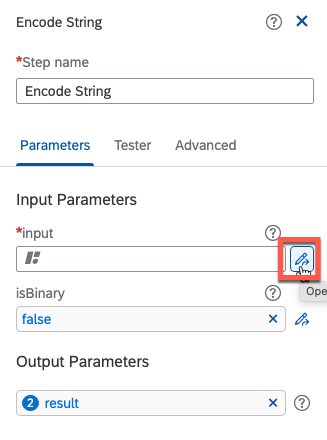 Encode String
*Step name
Encode String
Parameters Tester Advanced
Input Parameters
*input
Ope
isBinary
false
Output Parameters
2 result